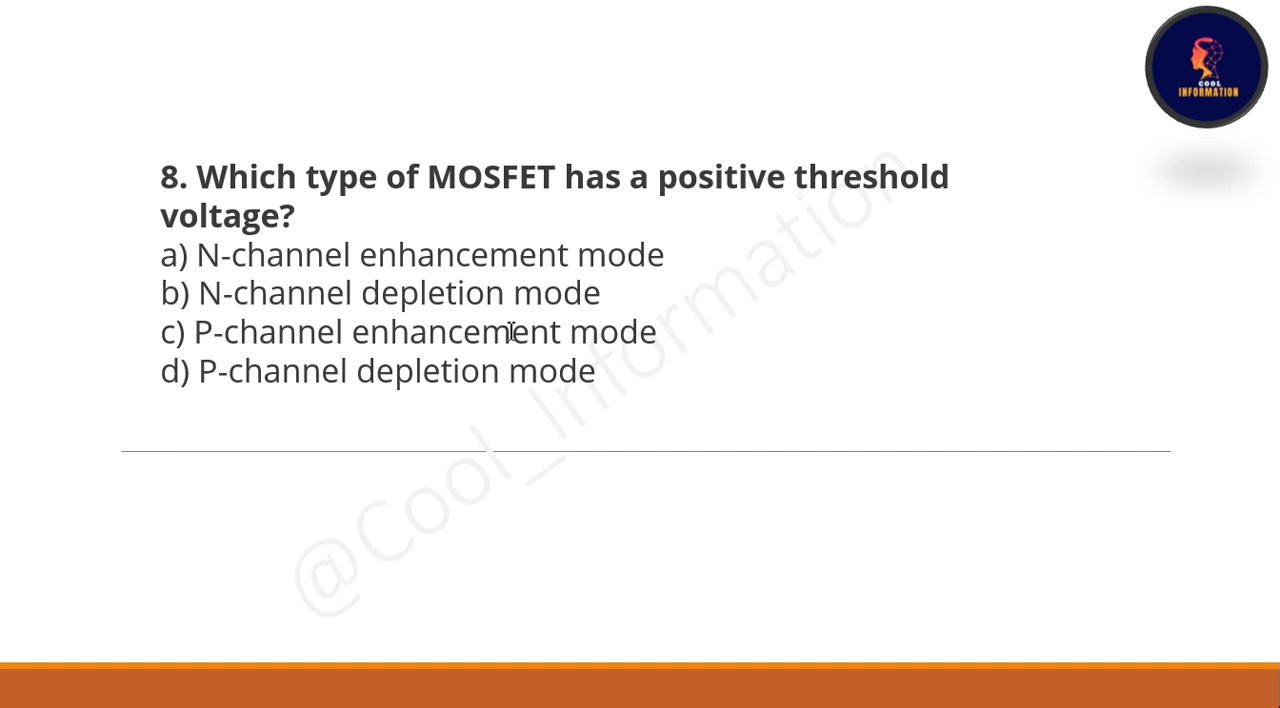 COOL
INFORMATION
8. Which type of MOSFET has a positive threshold
voltage?
a) N-channel enhancement mode
b) N-channel depletion mode
c) P-channel enhancement mode
d) P-channel depletion mode
@Cool_Information